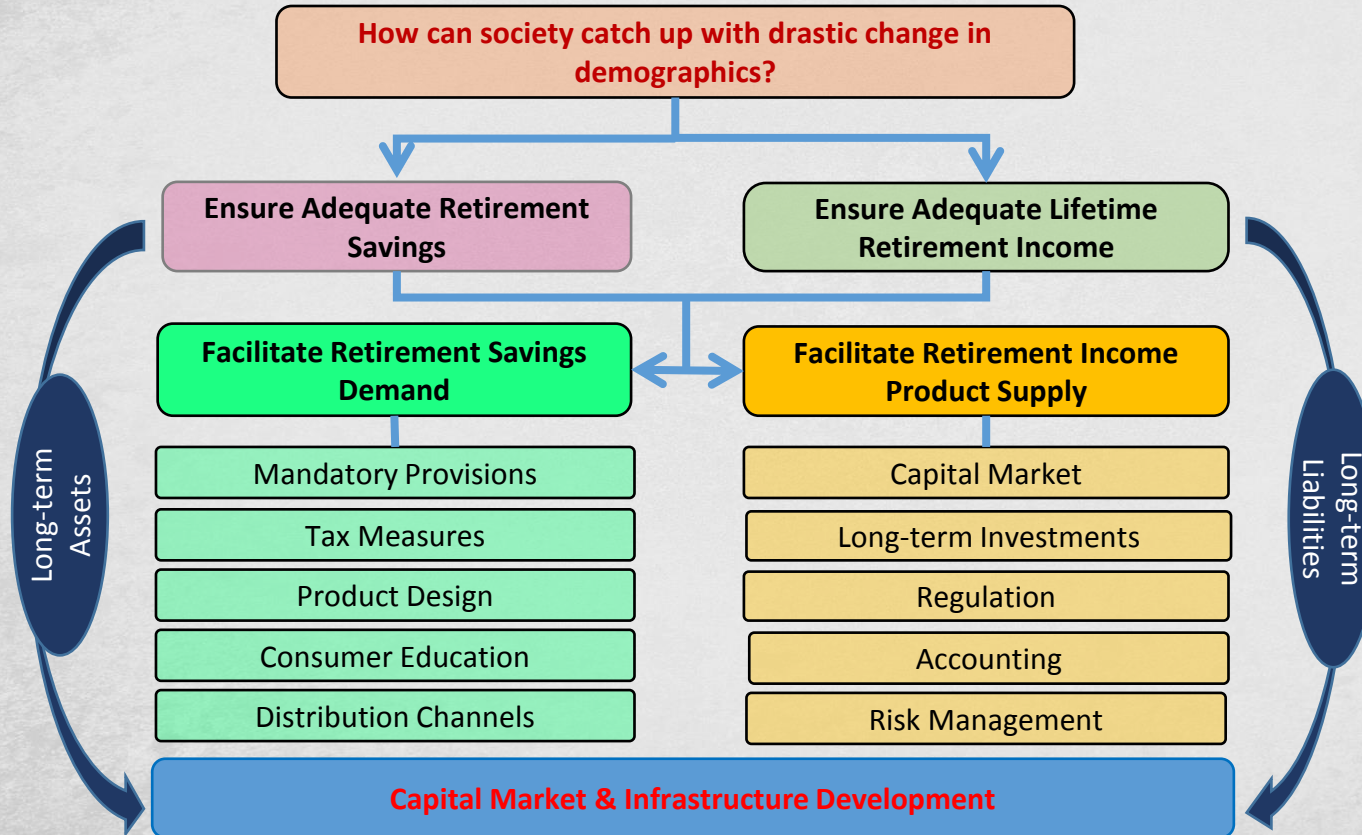 How can society catch up with drastic change in
demographics?
Ensure Adequate Retirement
Savings
Ensure Adequate Lifetime
Retirement Income
Facilitate Retirement Savings
Demand
Facilitate Retirement Income
Product Supply
Long-term
Assets
Mandatory Provisions
Tax Measures
Product Design
Consumer Education
Distribution Channels
Capital Market
Long-term Investments
Regulation
Accounting
Risk Management
Long-term
Liabilities
Capital Market & Infrastructure Development